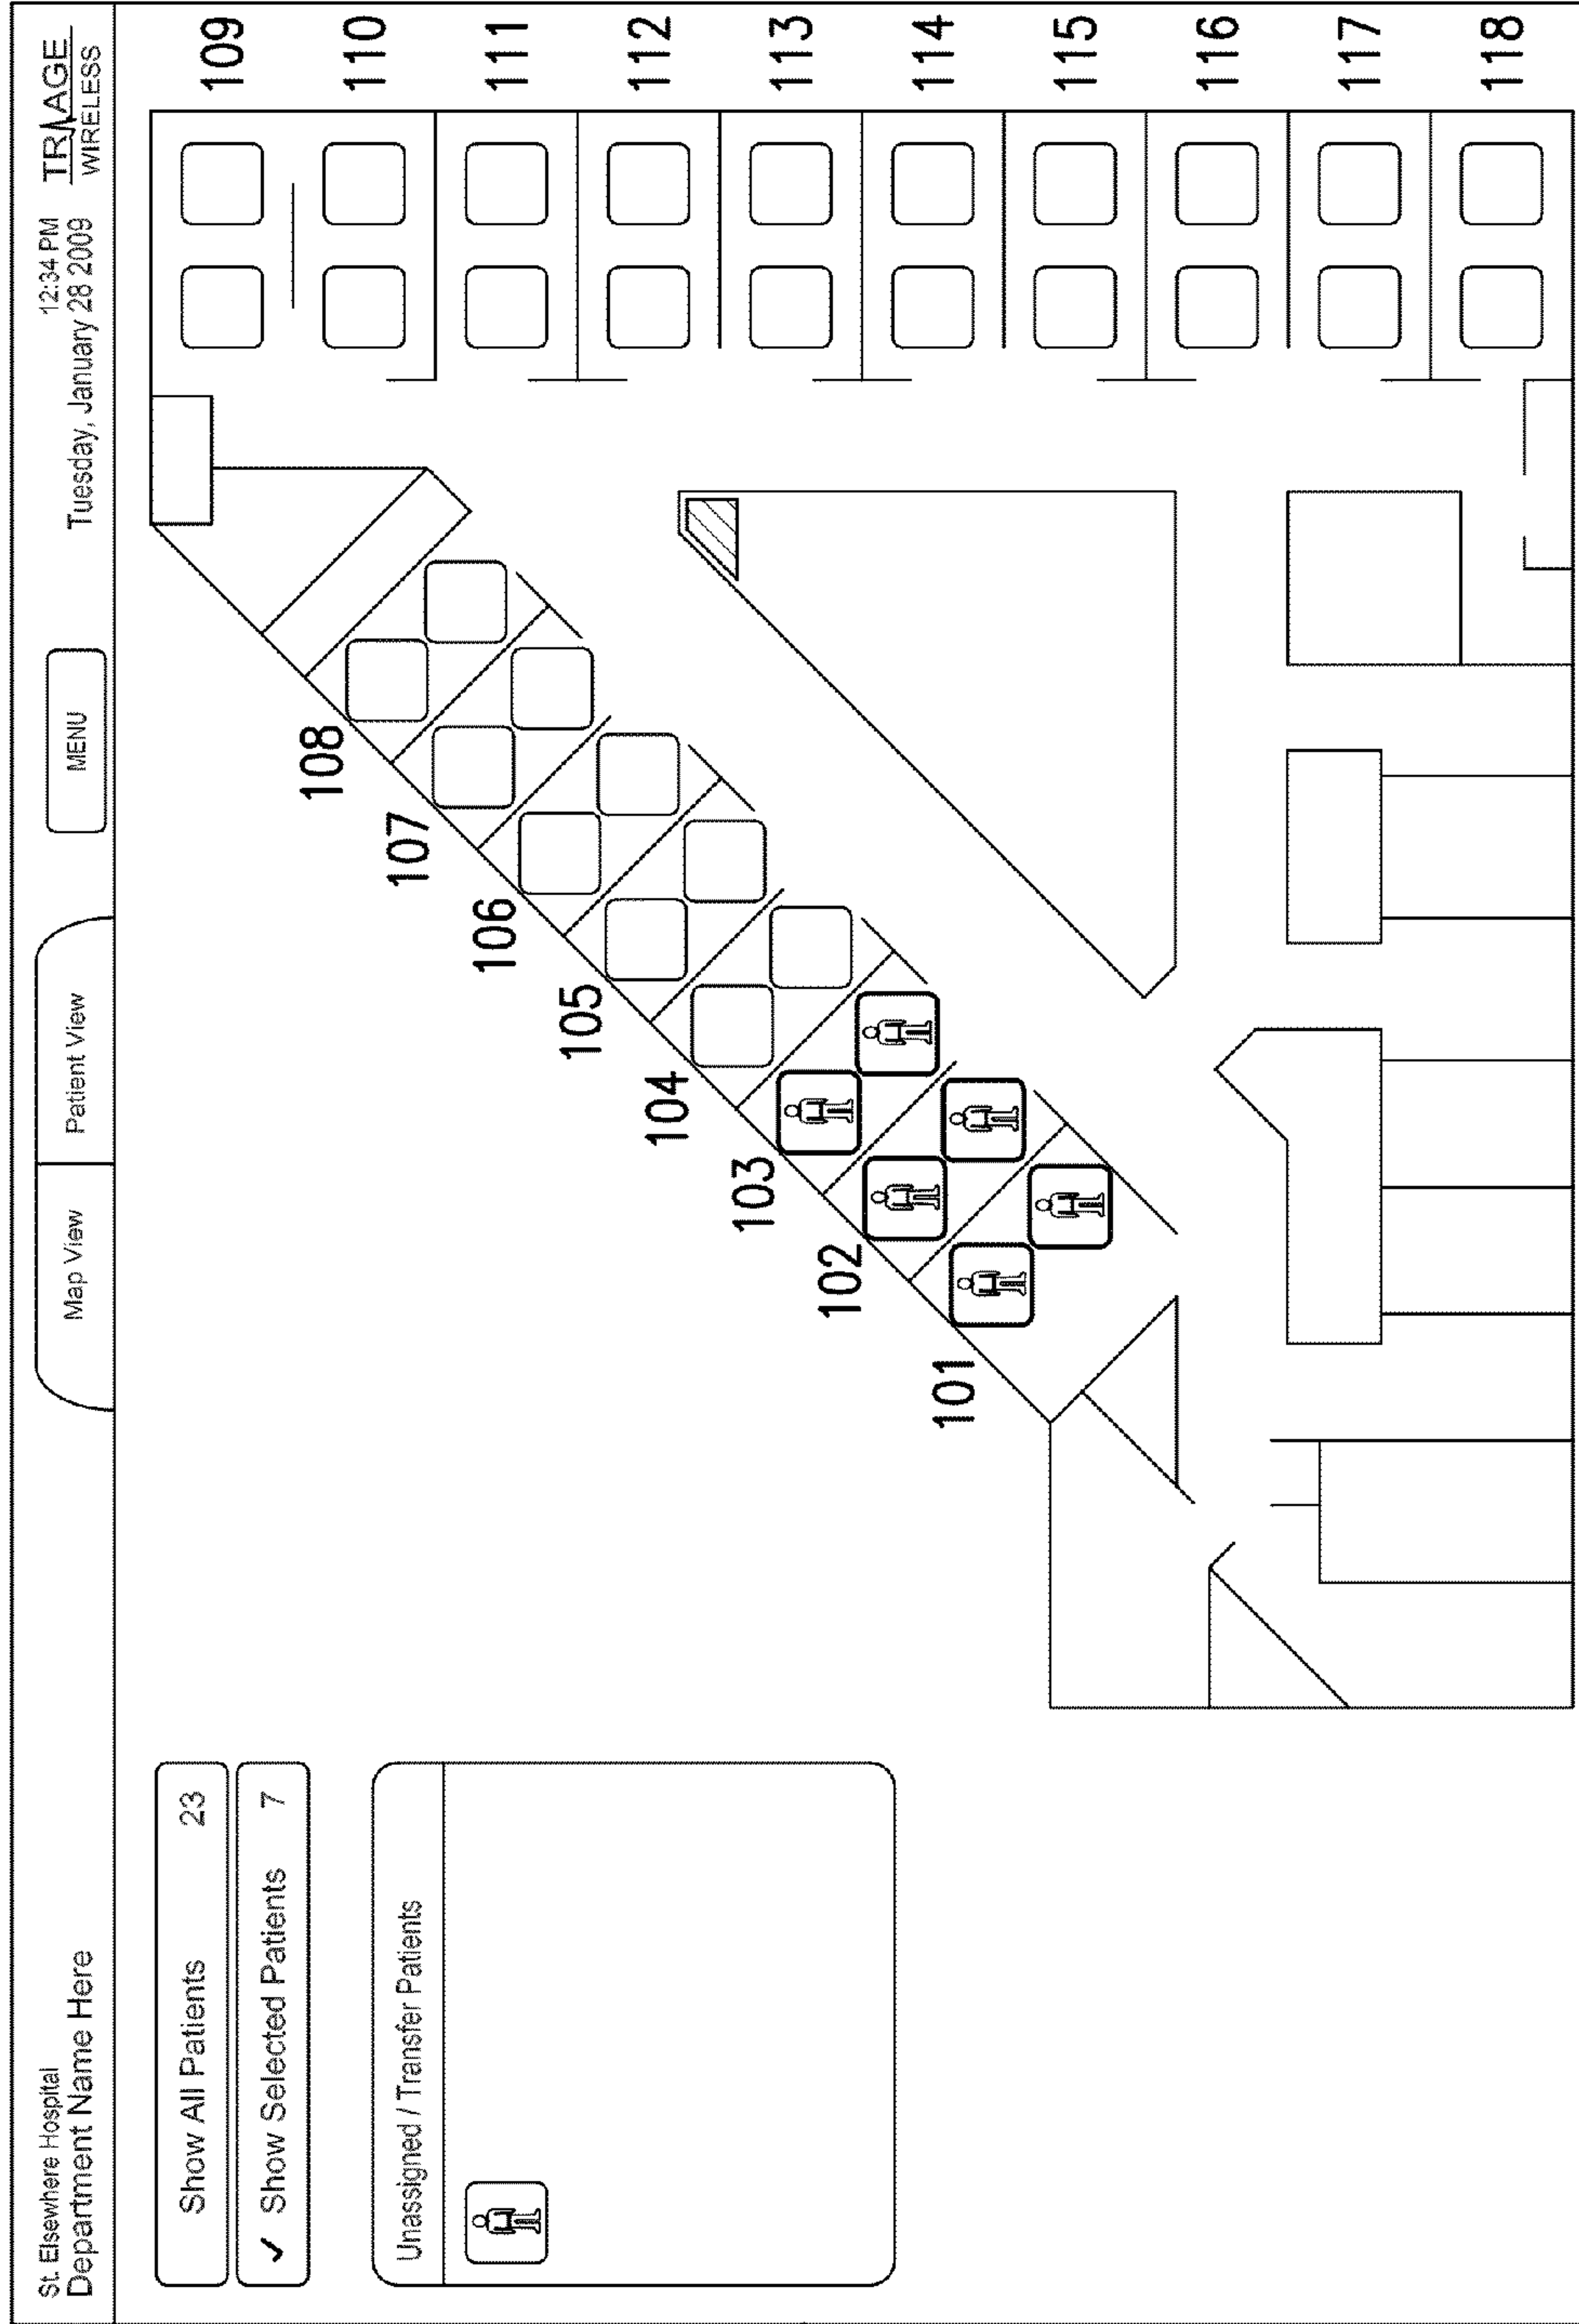 St. Elsewhere Hospital
Department Name Here
Map View
Patient View
MENU
12:34 PM
Tuesday, January 28 2009
TRIAGE
WIRELESS
Show All Patients 23
✓ Show Selected Patients 7
Unassigned / Transfer Patients
101
102
103
104
105
106
107
108
109
110
111
112
113
114
115
116
117
118